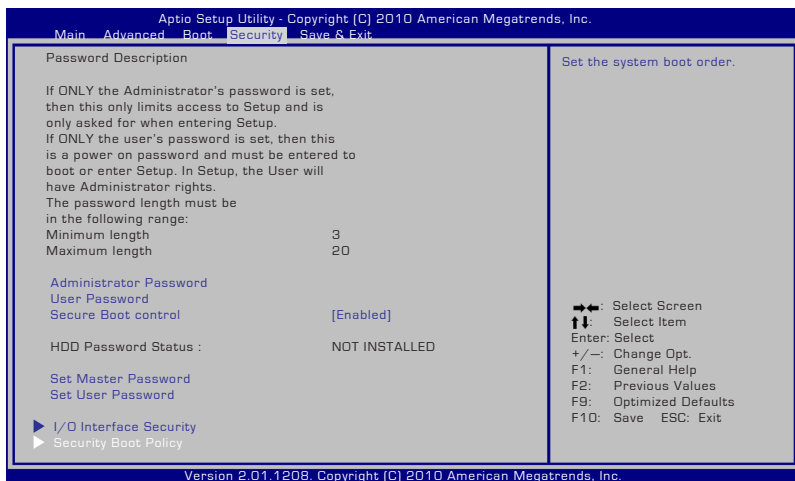 Aptio Setup Utility - Copyright (C) 2010 American Megatrends, Inc.
Main Advanced Boot Security Save & Exit
Password Description
If ONLY the Administrator's password is set,
then this only limits access to Setup and is
only asked for when entering Setup.
If ONLY the user's password is set, then this
is a power on password and must be entered to
boot or enter Setup. In Setup, the User will
have Administrator rights.
The password length must be
in the following range:
Minimum length 3
Maximum length 20
Administrator Password
User Password
Secure Boot control [Enabled]
HDD Password Status : NOT INSTALLED
Set Master Password
Set User Password
I/O Interface Security
Security Boot Policy
Set the system boot order.
→←: Select Screen
↑↓: Select Item
Enter: Select
+/—: Change Opt.
F1: General Help
F2: Previous Values
F9: Optimized Defaults
F10: Save ESC: Exit
Version 2.01.1208. Copyright (C) 2010 American Megatrends, Inc.